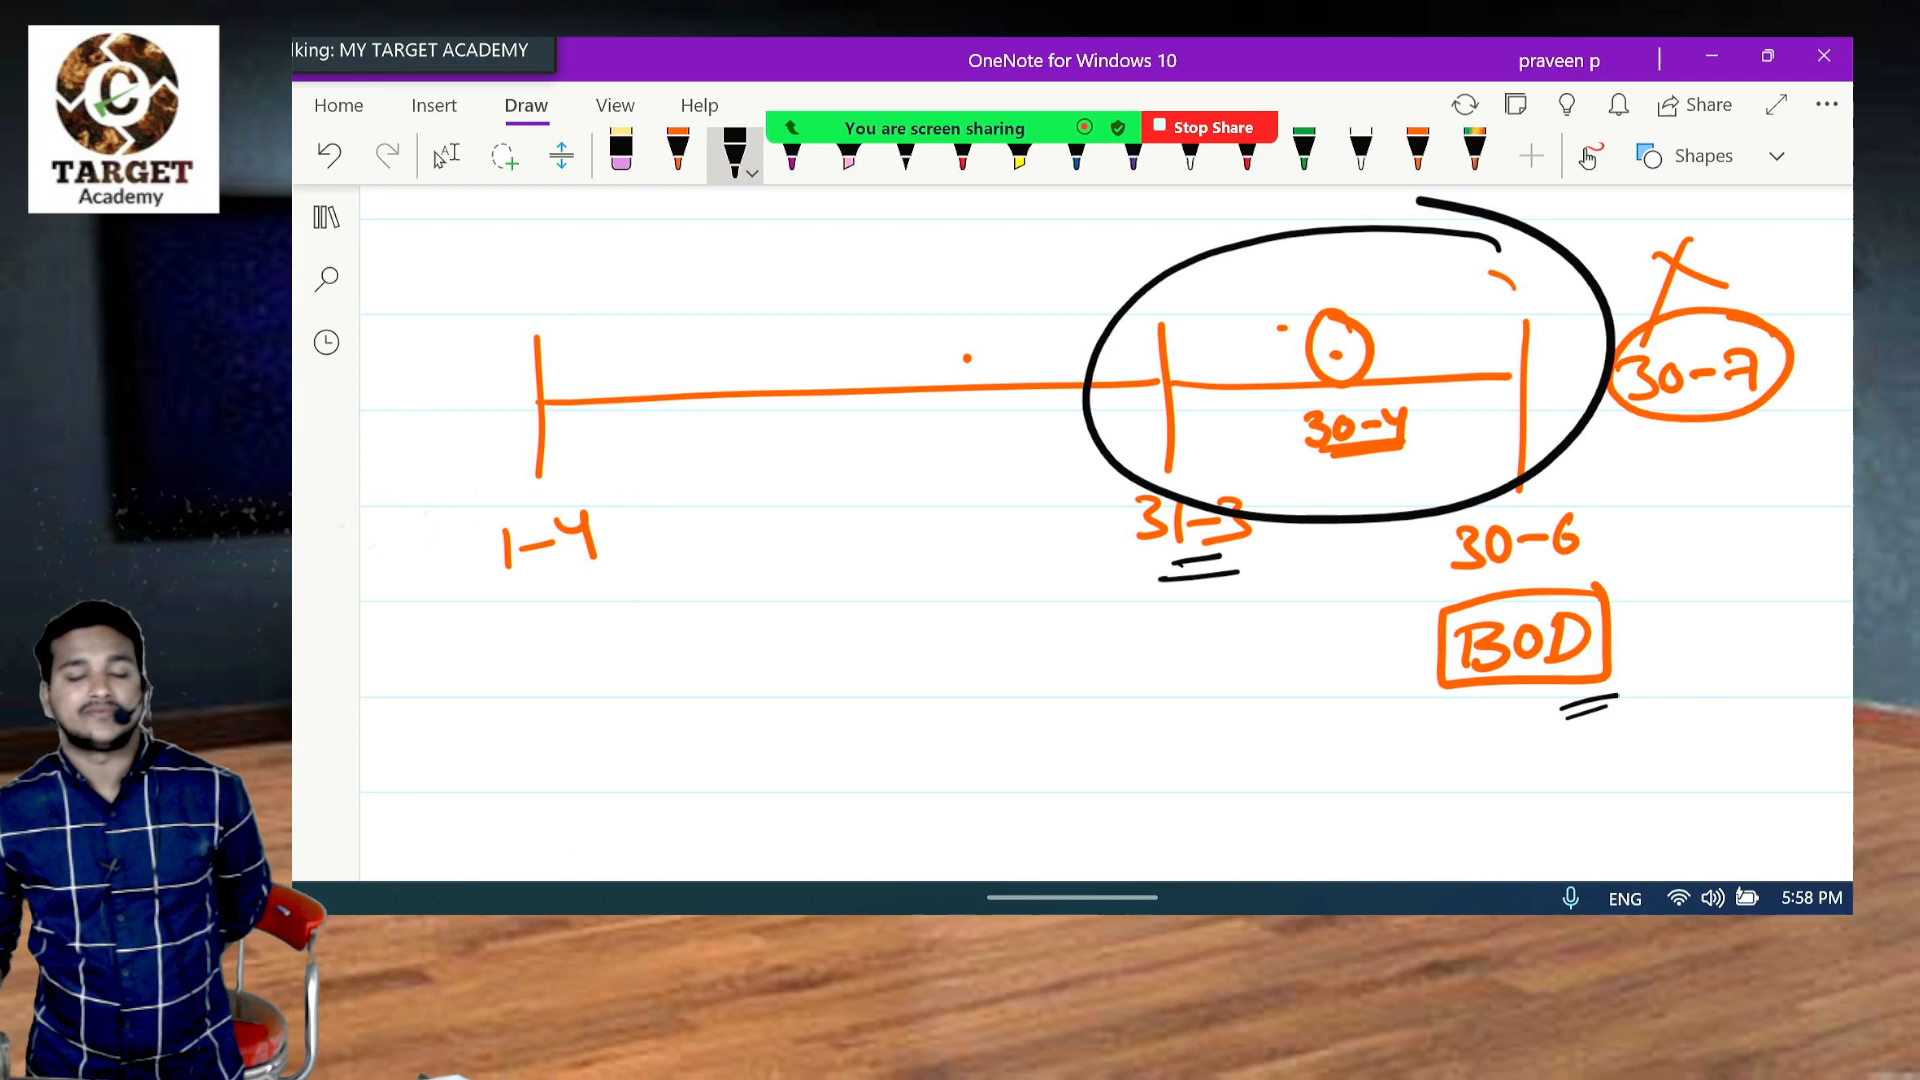 TARGET
Academy
lking: MY TARGET ACADEMY
OneNote for Windows 10
praveen p
Home
Insert
Draw
View
Help
You are screen sharing
Stop Share
Share
Shapes
30-7
30-4
1-4
31-3
30-6
BOD
ENG
5:58 PM